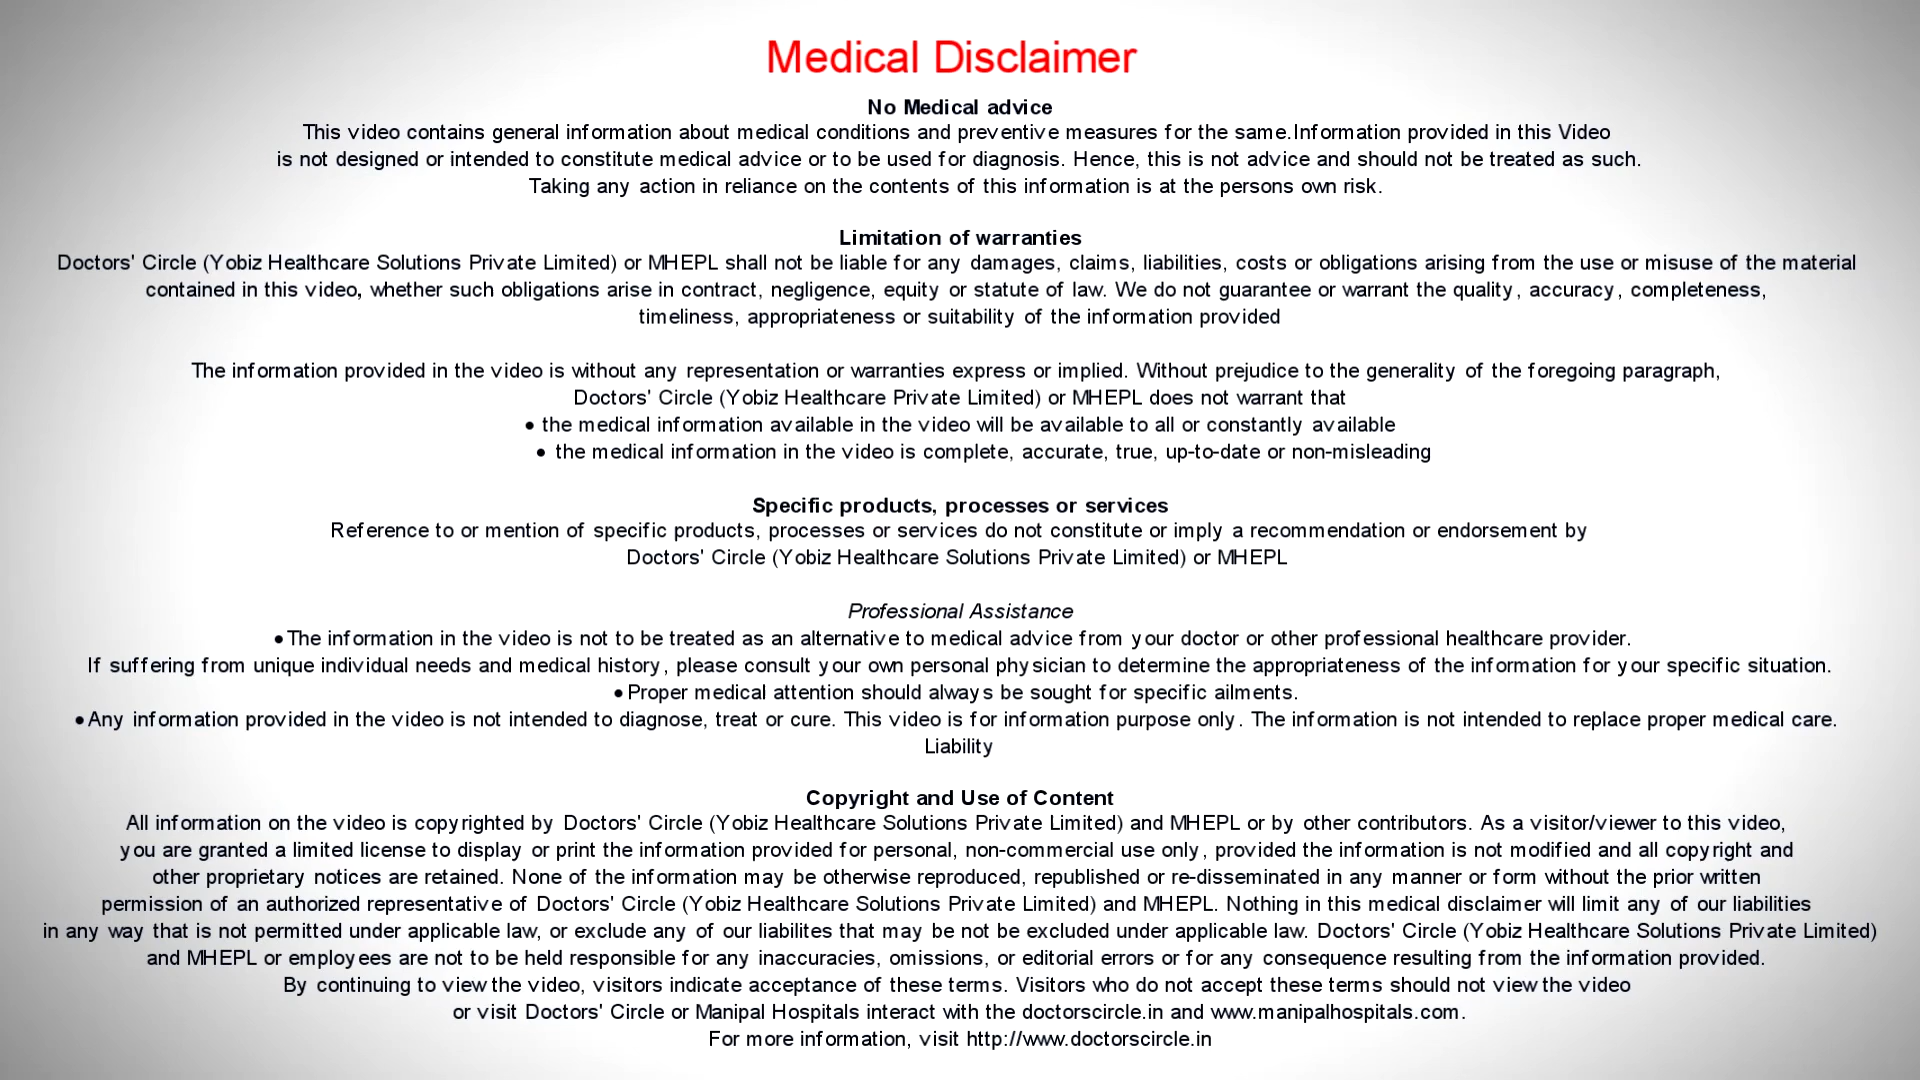 Medical Disclaimer
No Medical advice
This video contains general information about medical conditions and preventive measures for the same.Information provided in this Video
is not designed or intended to constitute medical advice or to be used for diagnosis. Hence, this is not advice and should not be treated as such.
Taking any action in reliance on the contents of this information is at the persons own risk.
Limitation of warranties
Doctors' Circle (Yobiz Healthcare Solutions Private Limited) or MHEPL shall not be liable for any damages, claims, liabilities, costs or obligations arising from the use or misuse of the material
contained in this video, whether such obligations arise in contract, negligence, equity or statute of law. We do not guarantee or warrant the quality, accuracy, completeness,
timeliness, appropriateness or suitability of the information provided
The information provided in the video is without any representation or warranties express or implied. Without prejudice to the generality of the foregoing paragraph,
Doctors' Circle (Yobiz Healthcare Private Limited) or MHEPL does not warrant that
• the medical information available in the video will be available to all or constantly available
• the medical information in the video is complete, accurate, true, up-to-date or non-misleading
Specific products, processes or services
Reference to or mention of specific products, processes or services do not constitute or imply a recommendation or endorsement by
Doctors' Circle (Yobiz Healthcare Solutions Private Limited) or MHEPL
Professional Assistance
•The information in the video is not to be treated as an alternative to medical advice from your doctor or other professional healthcare provider.
If suffering from unique individual needs and medical history, please consult your own personal physician to determine the appropriateness of the information for your specific situation.
•Proper medical attention should always be sought for specific ailments.
•Any information provided in the video is not intended to diagnose, treat or cure. This video is for information purpose only. The information is not intended to replace proper medical care.
Liability
Copyright and Use of Content
All information on the video is copyrighted by Doctors' Circle (Yobiz Healthcare Solutions Private Limited) and MHEPL or by other contributors. As a visitor/viewer to this video,
you are granted a limited license to display or print the information provided for personal, non-commercial use only, provided the information is not modified and all copyright and
other proprietary notices are retained. None of the information may be otherwise reproduced, republished or re-disseminated in any manner or form without the prior written
permission of an authorized representative of Doctors' Circle (Yobiz Healthcare Solutions Private Limited) and MHEPL. Nothing in this medical disclaimer will limit any of our liabilities
in any way that is not permitted under applicable law, or exclude any of our liabilites that may be not be excluded under applicable law. Doctors' Circle (Yobiz Healthcare Solutions Private Limited)
and MHEPL or employees are not to be held responsible for any inaccuracies, omissions, or editorial errors or for any consequence resulting from the information provided.
By continuing to view the video, visitors indicate acceptance of these terms. Visitors who do not accept these terms should not view the video
or visit Doctors' Circle or Manipal Hospitals interact with the doctorscircle.in and www.manipalhospitals.com.
For more information, visit http://www.doctorscircle.in